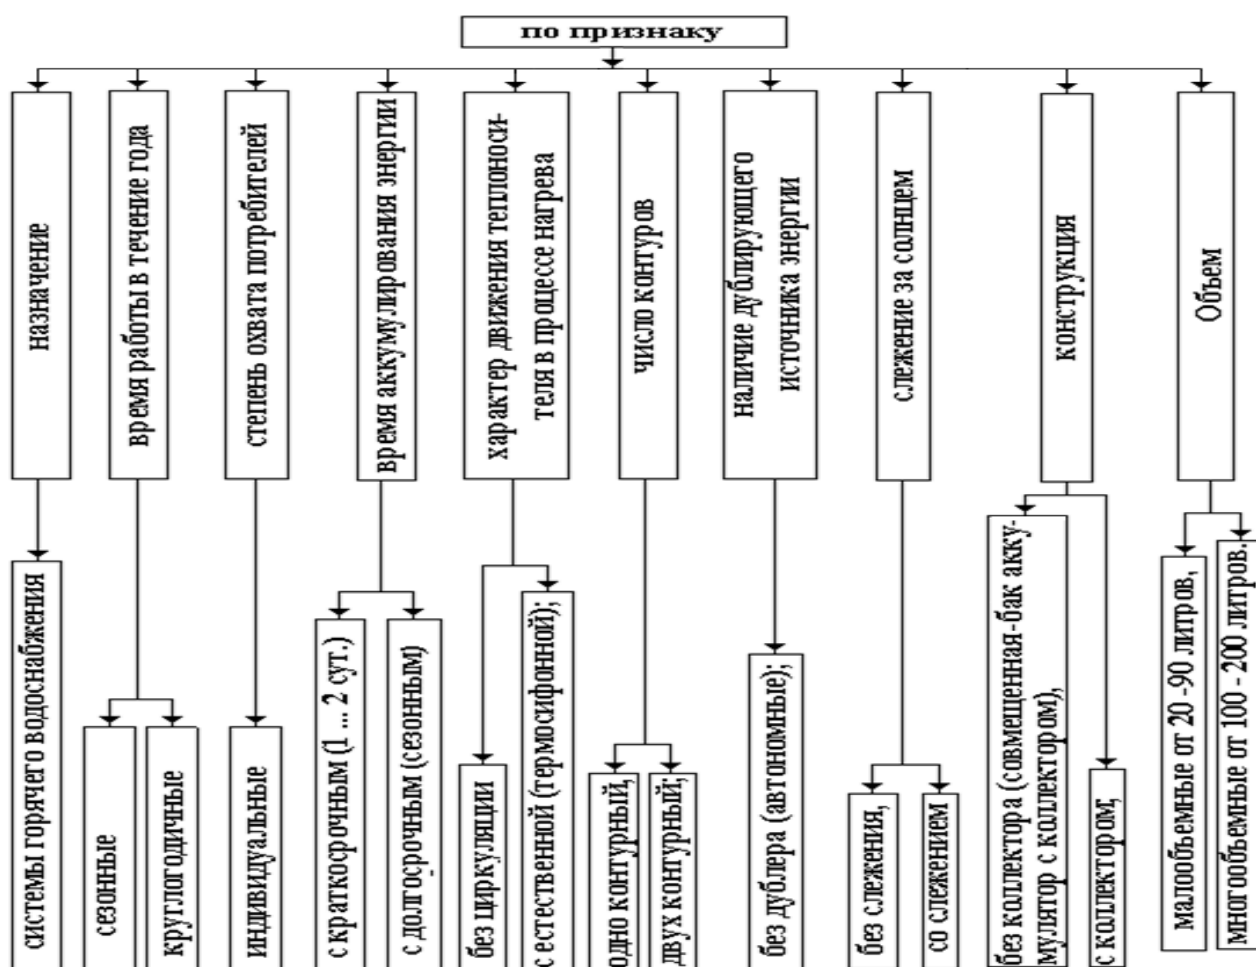 по признаку
назначение
время работы в течение года
степень охвата потребителей
время аккумулирования энергии
характер движения теплоноси-
теля в процессе нагрева
число контуров
наличие дублирующего
источника энергии
слежение за солнцем
конструкция
Объем
системы горячего водоснабжения
сезонные
круглогодичные
индивидуальные
с краткосрочным (1 ... 2 сут.)
с долгосрочным (сезонным)
без циркуляции
с естественной (термосифонной);
одно контурный,
двух контурный;
без дублера (автономные);
без слежения,
со слежением
без коллектора (совмещенная-бак акку-
мулятор с коллектором),
с коллектором;
малообъемные от 20 -90 литров,
многообъемные от 100 - 200 литров.